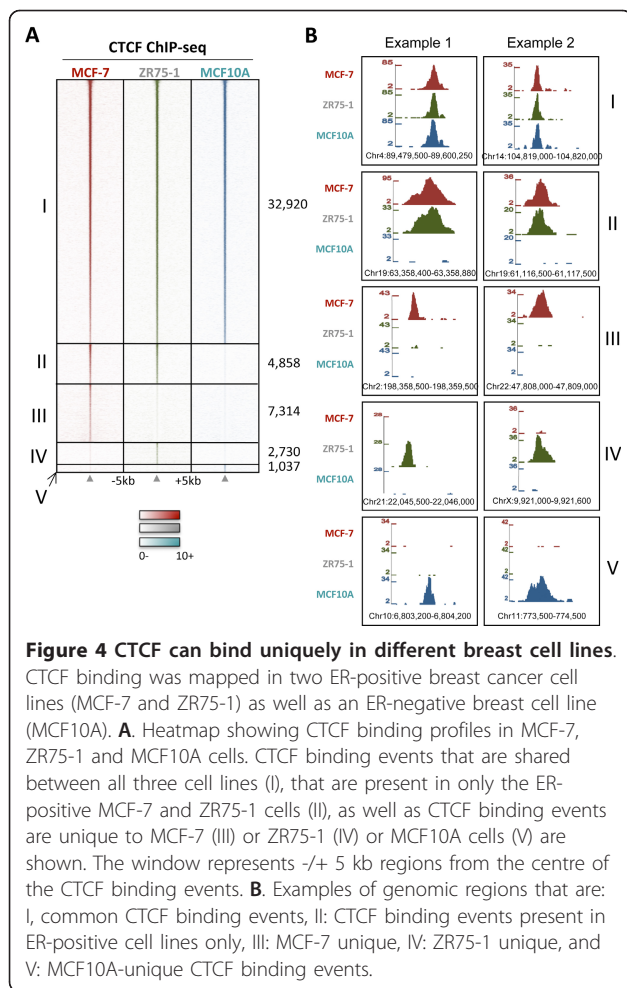 A
CTCF ChIP-seq
MCF-7 ZR75-1 MCF10A
I
32,920
II
4,858
III
7,314
IV
2,730
1,037
V
-5kb +5kb
0- 10+
B
Example 1 Example 2
MCF-7
ZR75-1
MCF10A
85
2
35
2
85
2
Chr4:89,479,500-89,600,250
14
2
35
2
35
2
Chr14:104,819,000-104,820,000
I
MCF-7
ZR75-1
MCF10A
95
2
33
2
33
2
Chr19:63,358,400-63,358,880
36
2
20
2
20
2
Chr19:61,116,500-61,117,500
II
MCF-7
ZR75-1
MCF10A
43
2
43
2
43
2
Chr2:198,358,500-198,359,500
34
2
34
2
34
2
Chr22:47,808,000-47,809,000
III
MCF-7
ZR75-1
MCF10A
Chr21:22,045,500-22,046,000
36
2
36
2
36
2
ChrX:9,921,000-9,921,600
IV
MCF-7
ZR75-1
MCF10A
34
2
34
2
34
2
Chr10:6,803,200-6,804,200
42
2
42
2
42
2
Chr11:773,500-774,500
V
Figure 4 CTCF can bind uniquely in different breast cell lines.
CTCF binding was mapped in two ER-positive breast cancer cell
lines (MCF-7 and ZR75-1) as well as an ER-negative breast cell line
(MCF10A). A. Heatmap showing CTCF binding profiles in MCF-7,
ZR75-1 and MCF10A cells. CTCF binding events that are shared
between all three cell lines (I), that are present in only the ER-
positive MCF-7 and ZR75-1 cells (II), as well as CTCF binding events
are unique to MCF-7 (III) or ZR75-1 (IV) or MCF10A cells (V) are
shown. The window represents -/+ 5 kb regions from the centre of
the CTCF binding events. B. Examples of genomic regions that are:
I, common CTCF binding events, II: CTCF binding events present in
ER-positive cell lines only, III: MCF-7 unique, IV: ZR75-1 unique, and
V: MCF10A-unique CTCF binding events.